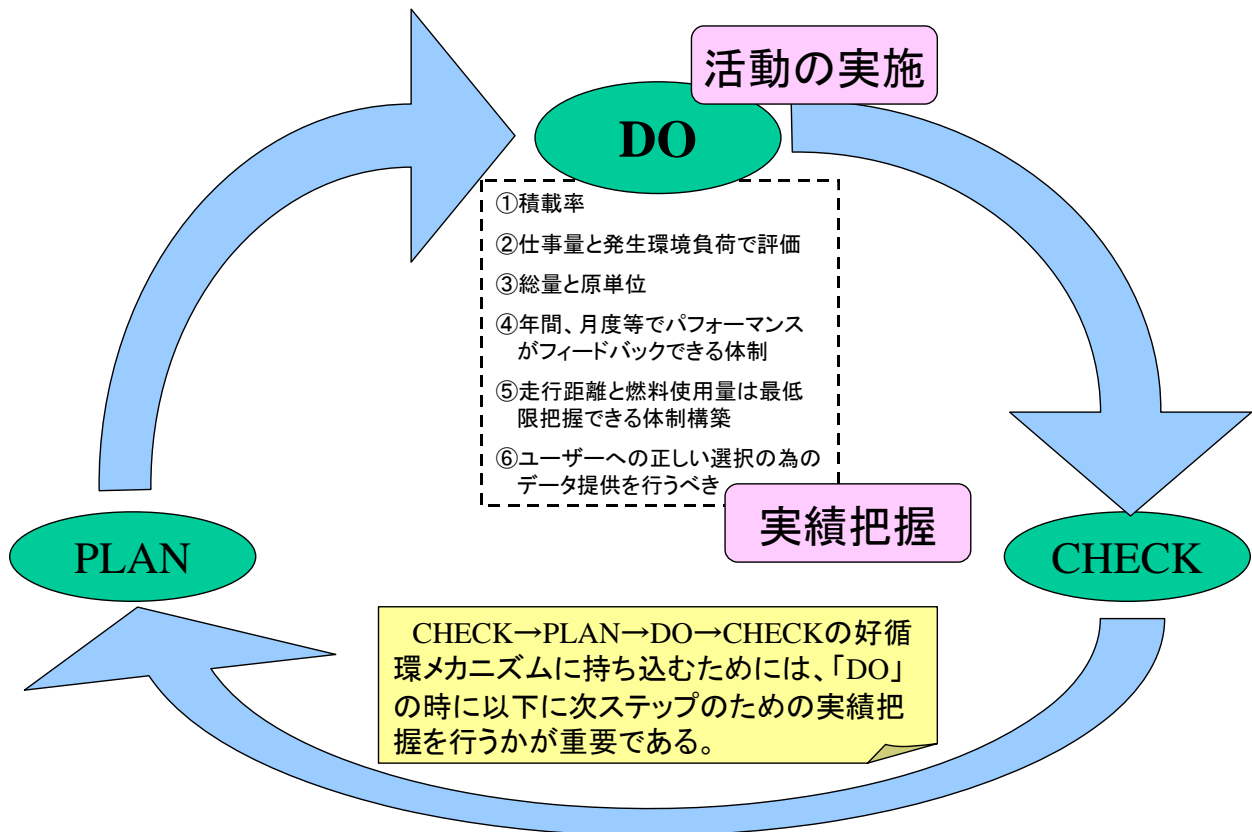 活動の実施
DO
①積載率
②仕事量と発生環境負荷で評価
③総量と原単位
④年間、月度等でパフォーマンス
がフィードバックできる体制
⑤走行距離と燃料使用量は最低
限把握できる体制構築
⑥ユーザーへの正しい選択の為の
データ提供を行うべき
実績把握
PLAN
CHECK
CHECK→PLAN→DO→CHECKの好循
環メカニズムに持ち込むためには、「DO」
の時に以下に次ステップのための実績把
握を行うかが重要である。